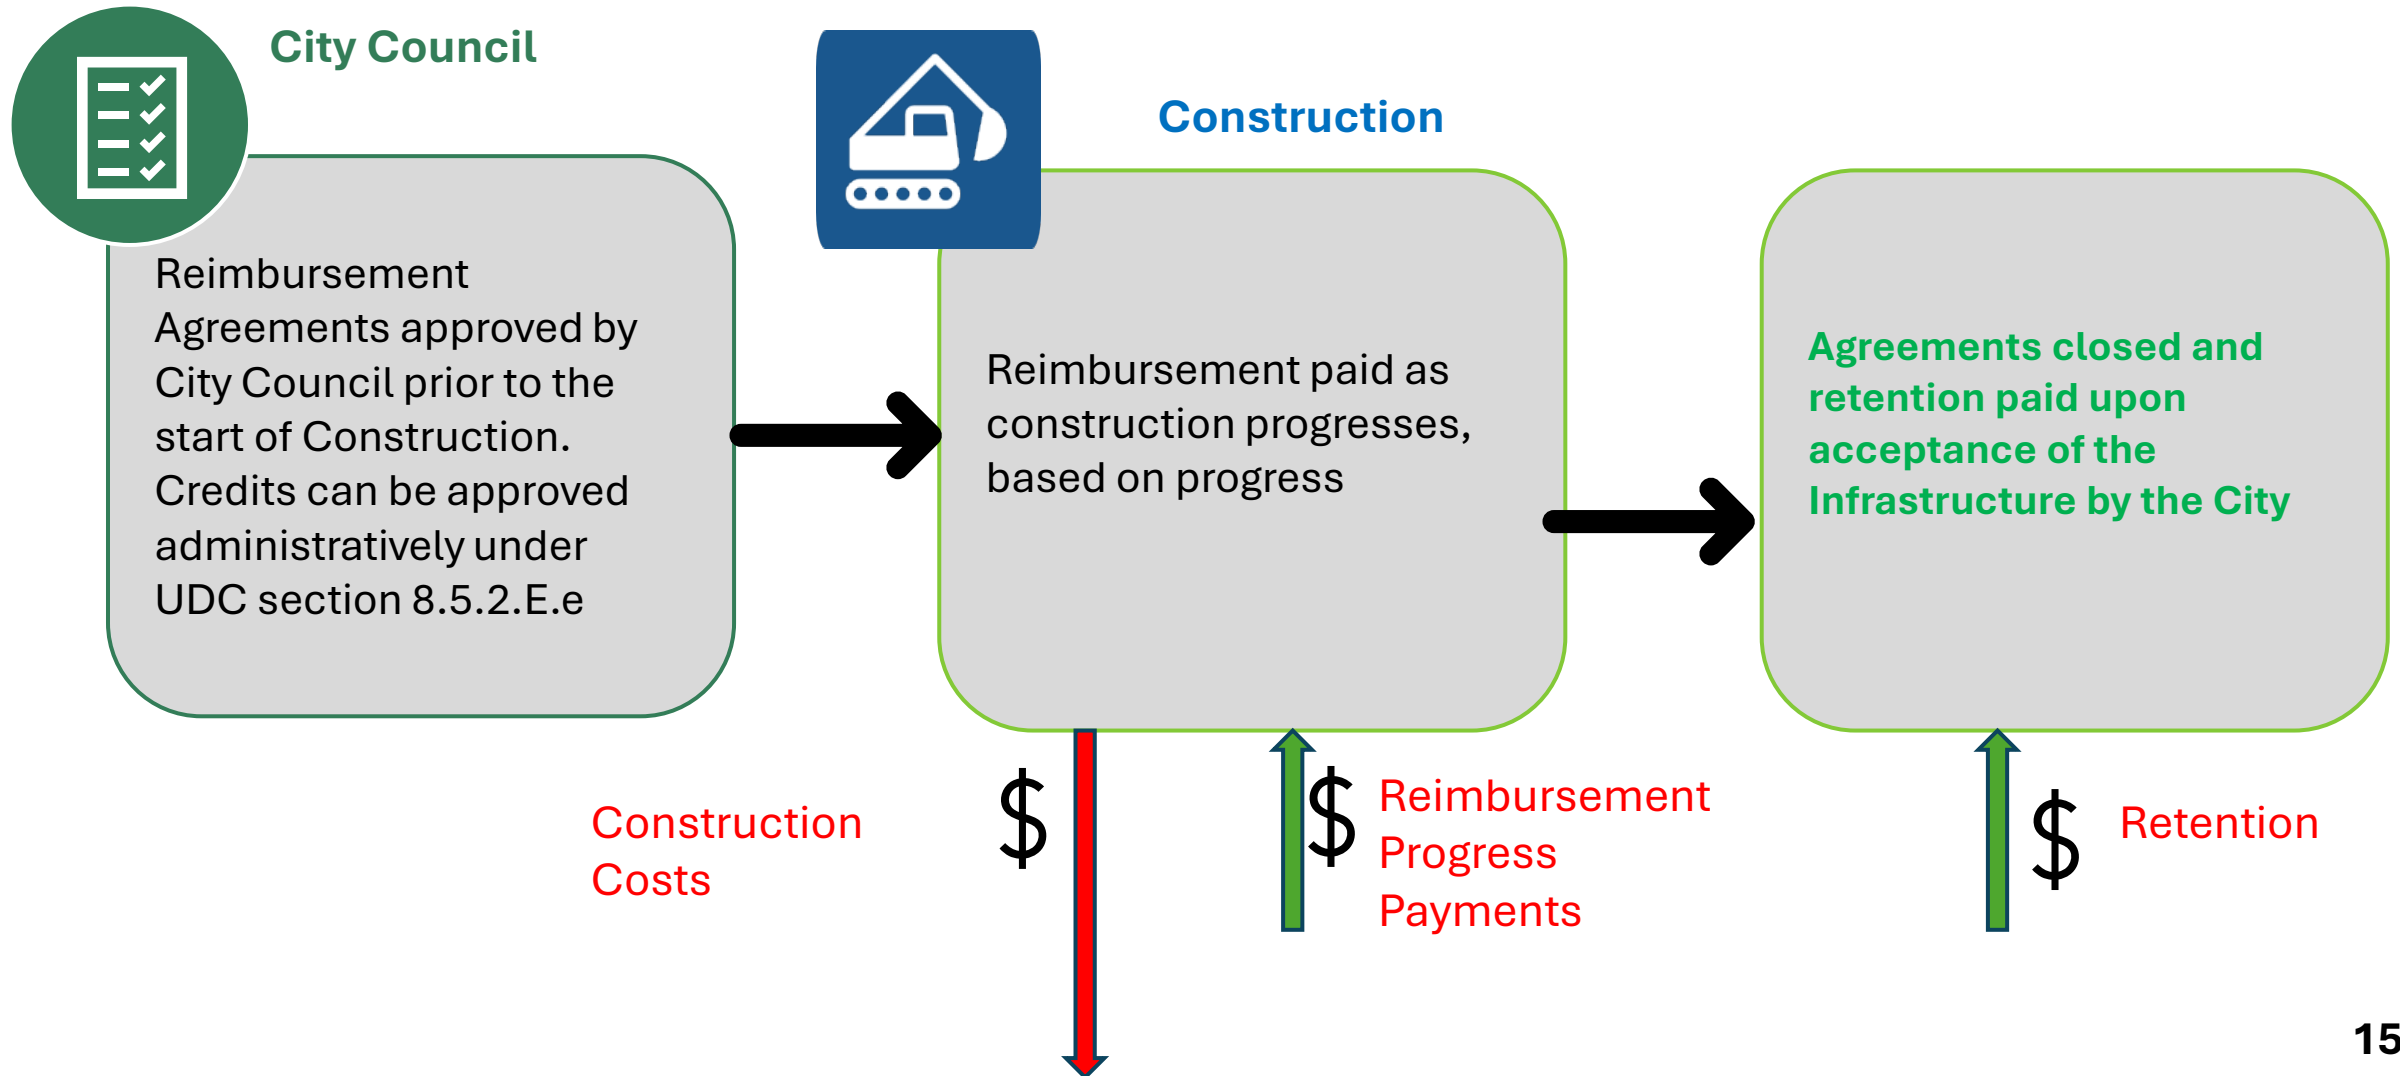 City Council
Construction
Reimbursement
Agreements approved by
City Council prior to the
start of Construction.
Credits can be approved
administratively under
UDC section 8.5.2.E.e
Reimbursement paid as
construction progresses,
based on progress
Agreements closed and
retention paid upon
acceptance of the
Infrastructure by the City
Construction
Costs
$
$
Reimbursement
Progress
Payments
$
Retention
15